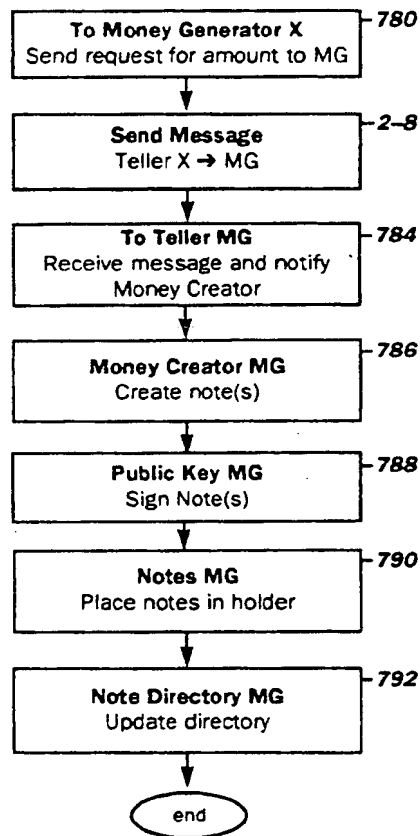 To Money Generator X
780
Send request for amount to MG
Send Message
2–8
Teller X → MG
To Teller MG
784
Receive message and notify
Money Creator
Money Creator MG
786
Create note(s)
Public Key MG
788
Sign Note(s)
Notes MG
790
Place notes in holder
Note Directory MG
792
Update directory
end